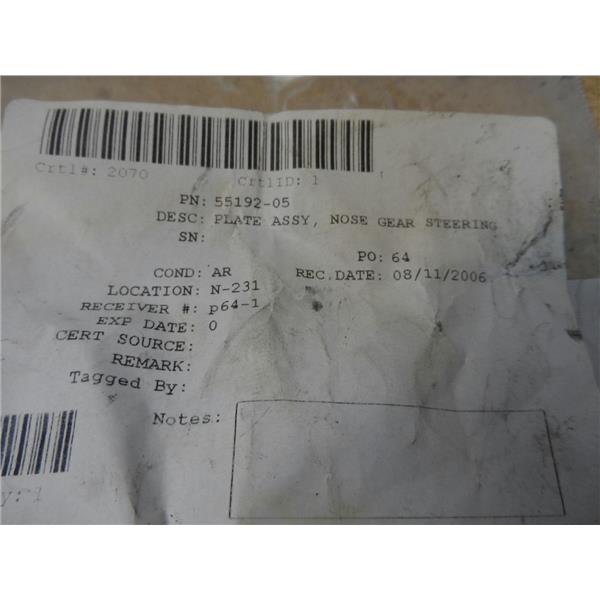 Crtl#: 2070 CrtlID: 1
PN: 55192-05
DESC: PLATE ASSY, NOSE GEAR STEERING
SN:
PO: 64
COND: AR REC.DATE: 08/11/2006
LOCATION: N-231
RECEIVER #: p64-1
EXP DATE: 0
CERT SOURCE:
REMARK:
Tagged By:
Notes:
y:1